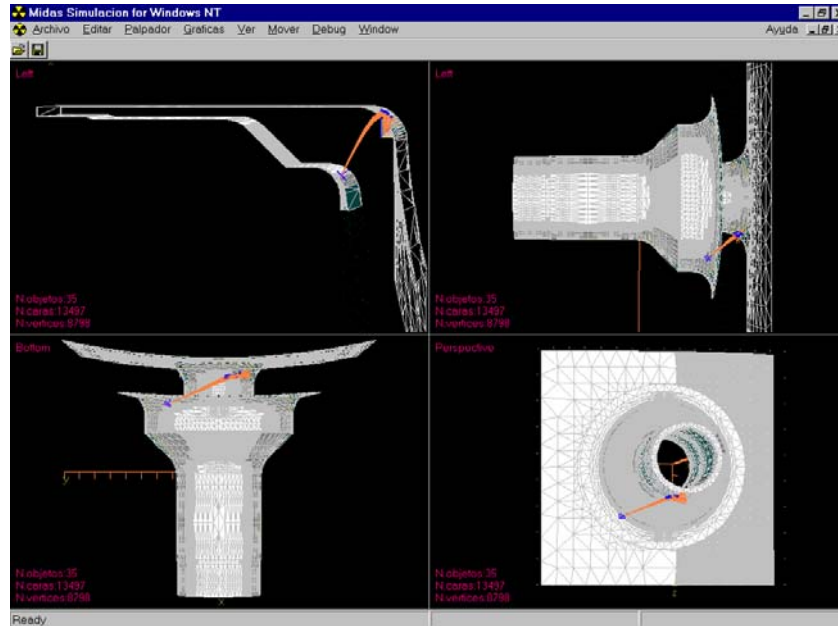 Midas Simulacion for Windows NT
Archivo Editar Palpador Graficas Ver Mover Debug Window Ayuda
Left
N.objetos:35
N.caras:13497
N.vertices:8798
Left
N.objetos:35
N.caras:13497
N.vertices:8798
Bottom
y
x
N.objetos:35
N.caras:13497
N.vertices:8798
Perspective
z
N.objetos:35
N.caras:13497
N.vertices:8798
Ready